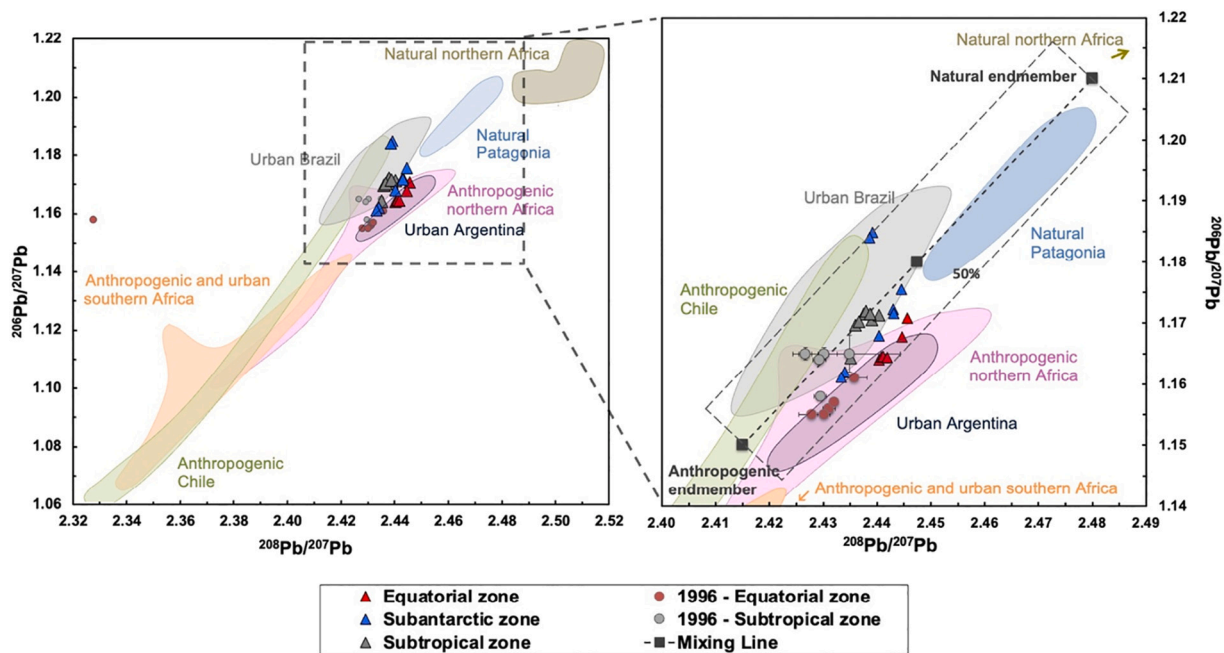 1.22
1.20
1.18
1.16
1.14
1.12
1.10
1.08
1.06
206Pb/207Pb
2.32
2.34
2.36
2.38
2.40
2.42
2.44
2.46
2.48
2.50
2.52
208Pb/207Pb
Natural northern Africa
Urban Brazil
Natural
Patagonia
Anthropogenic
northern Africa
Urban Argentina
Anthropogenic and urban
southern Africa
Anthropogenic
Chile
1.22
1.21
1.20
1.19
1.18
1.17
1.16
1.15
1.14
206Pb/207Pb
2.40
2.41
2.42
2.43
2.44
2.45
2.46
2.47
2.48
2.49
208Pb/207Pb
Natural northern Africa
Natural endmember
Urban Brazil
Natural
Patagonia
50%
Anthropogenic
Chile
Anthropogenic
northern Africa
Urban Argentina
Anthropogenic
endmember
Anthropogenic and urban southern Africa
Equatorial zone
Subantarctic zone
Subtropical zone
1996 - Equatorial zone
1996 - Subtropical zone
Mixing Line